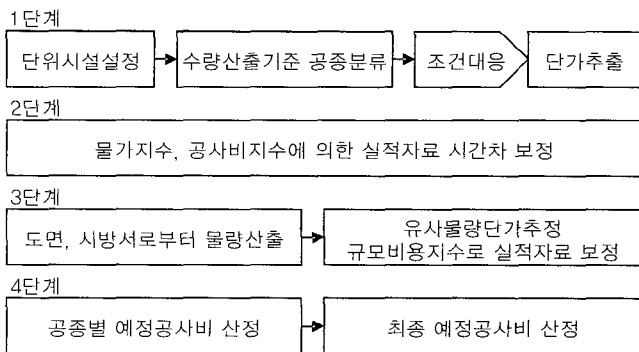 1단계
단위시설설정
수량산출기준 공종분류
조건대응
단가추출
2단계
물가지수, 공사비지수에 의한 실적자료 시간차 보정
3단계
도면, 시방서로부터 물량산출
유사물량단가추정
규모비용지수로 실적자료 보정
4단계
공종별 예정공사비 산정
최종 예정공사비 산정